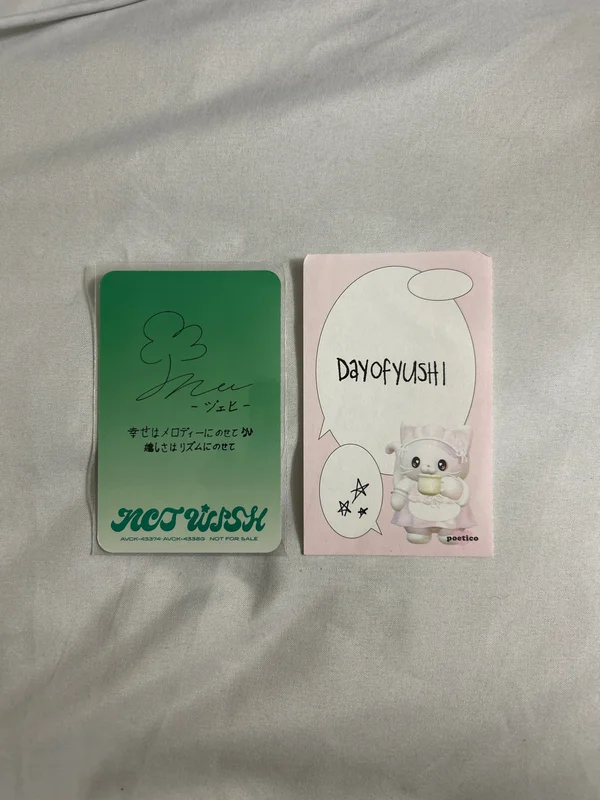 -ジェヒ-
幸せはメロディーにのせて
嬉しさはリズムにのせて
NCT WISH
AVCK-43374~AVCK-43380 NOT FOR SALE
DAYOFYUSHI
poetico